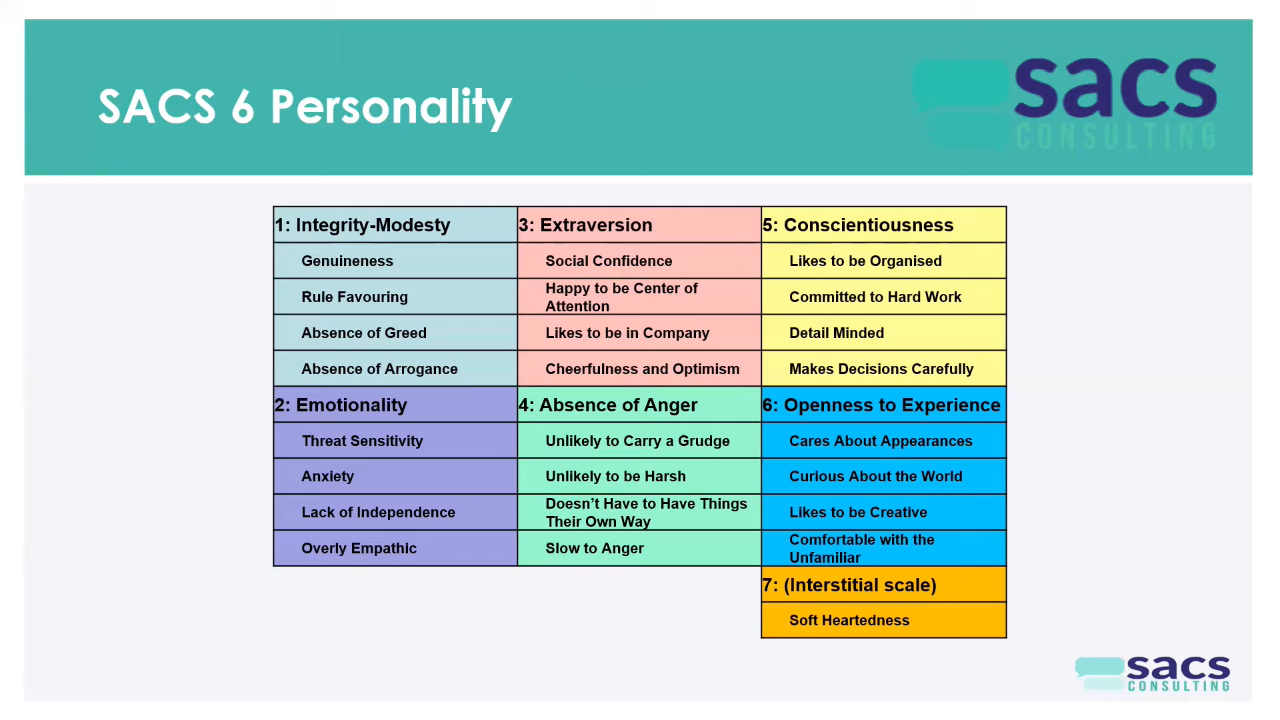 SACS 6 Personality
sacs
CONSULTING
1: Integrity-Modesty
Genuineness
Rule Favouring
Absence of Greed
Absence of Arrogance
2: Emotionality
Threat Sensitivity
Anxiety
Lack of Independence
Overly Empathic
3: Extraversion
Social Confidence
Happy to be Center of
Attention
Likes to be in Company
Cheerfulness and Optimism
4: Absence of Anger
Unlikely to Carry a Grudge
Unlikely to be Harsh
Doesn’t Have to Have Things
Their Own Way
Slow to Anger
5: Conscientiousness
Likes to be Organised
Committed to Hard Work
Detail Minded
Makes Decisions Carefully
6: Openness to Experience
Cares About Appearances
Curious About the World
Likes to be Creative
Comfortable with the
Unfamiliar
7: (Interstitial scale)
Soft Heartedness
sacs
CONSULTING